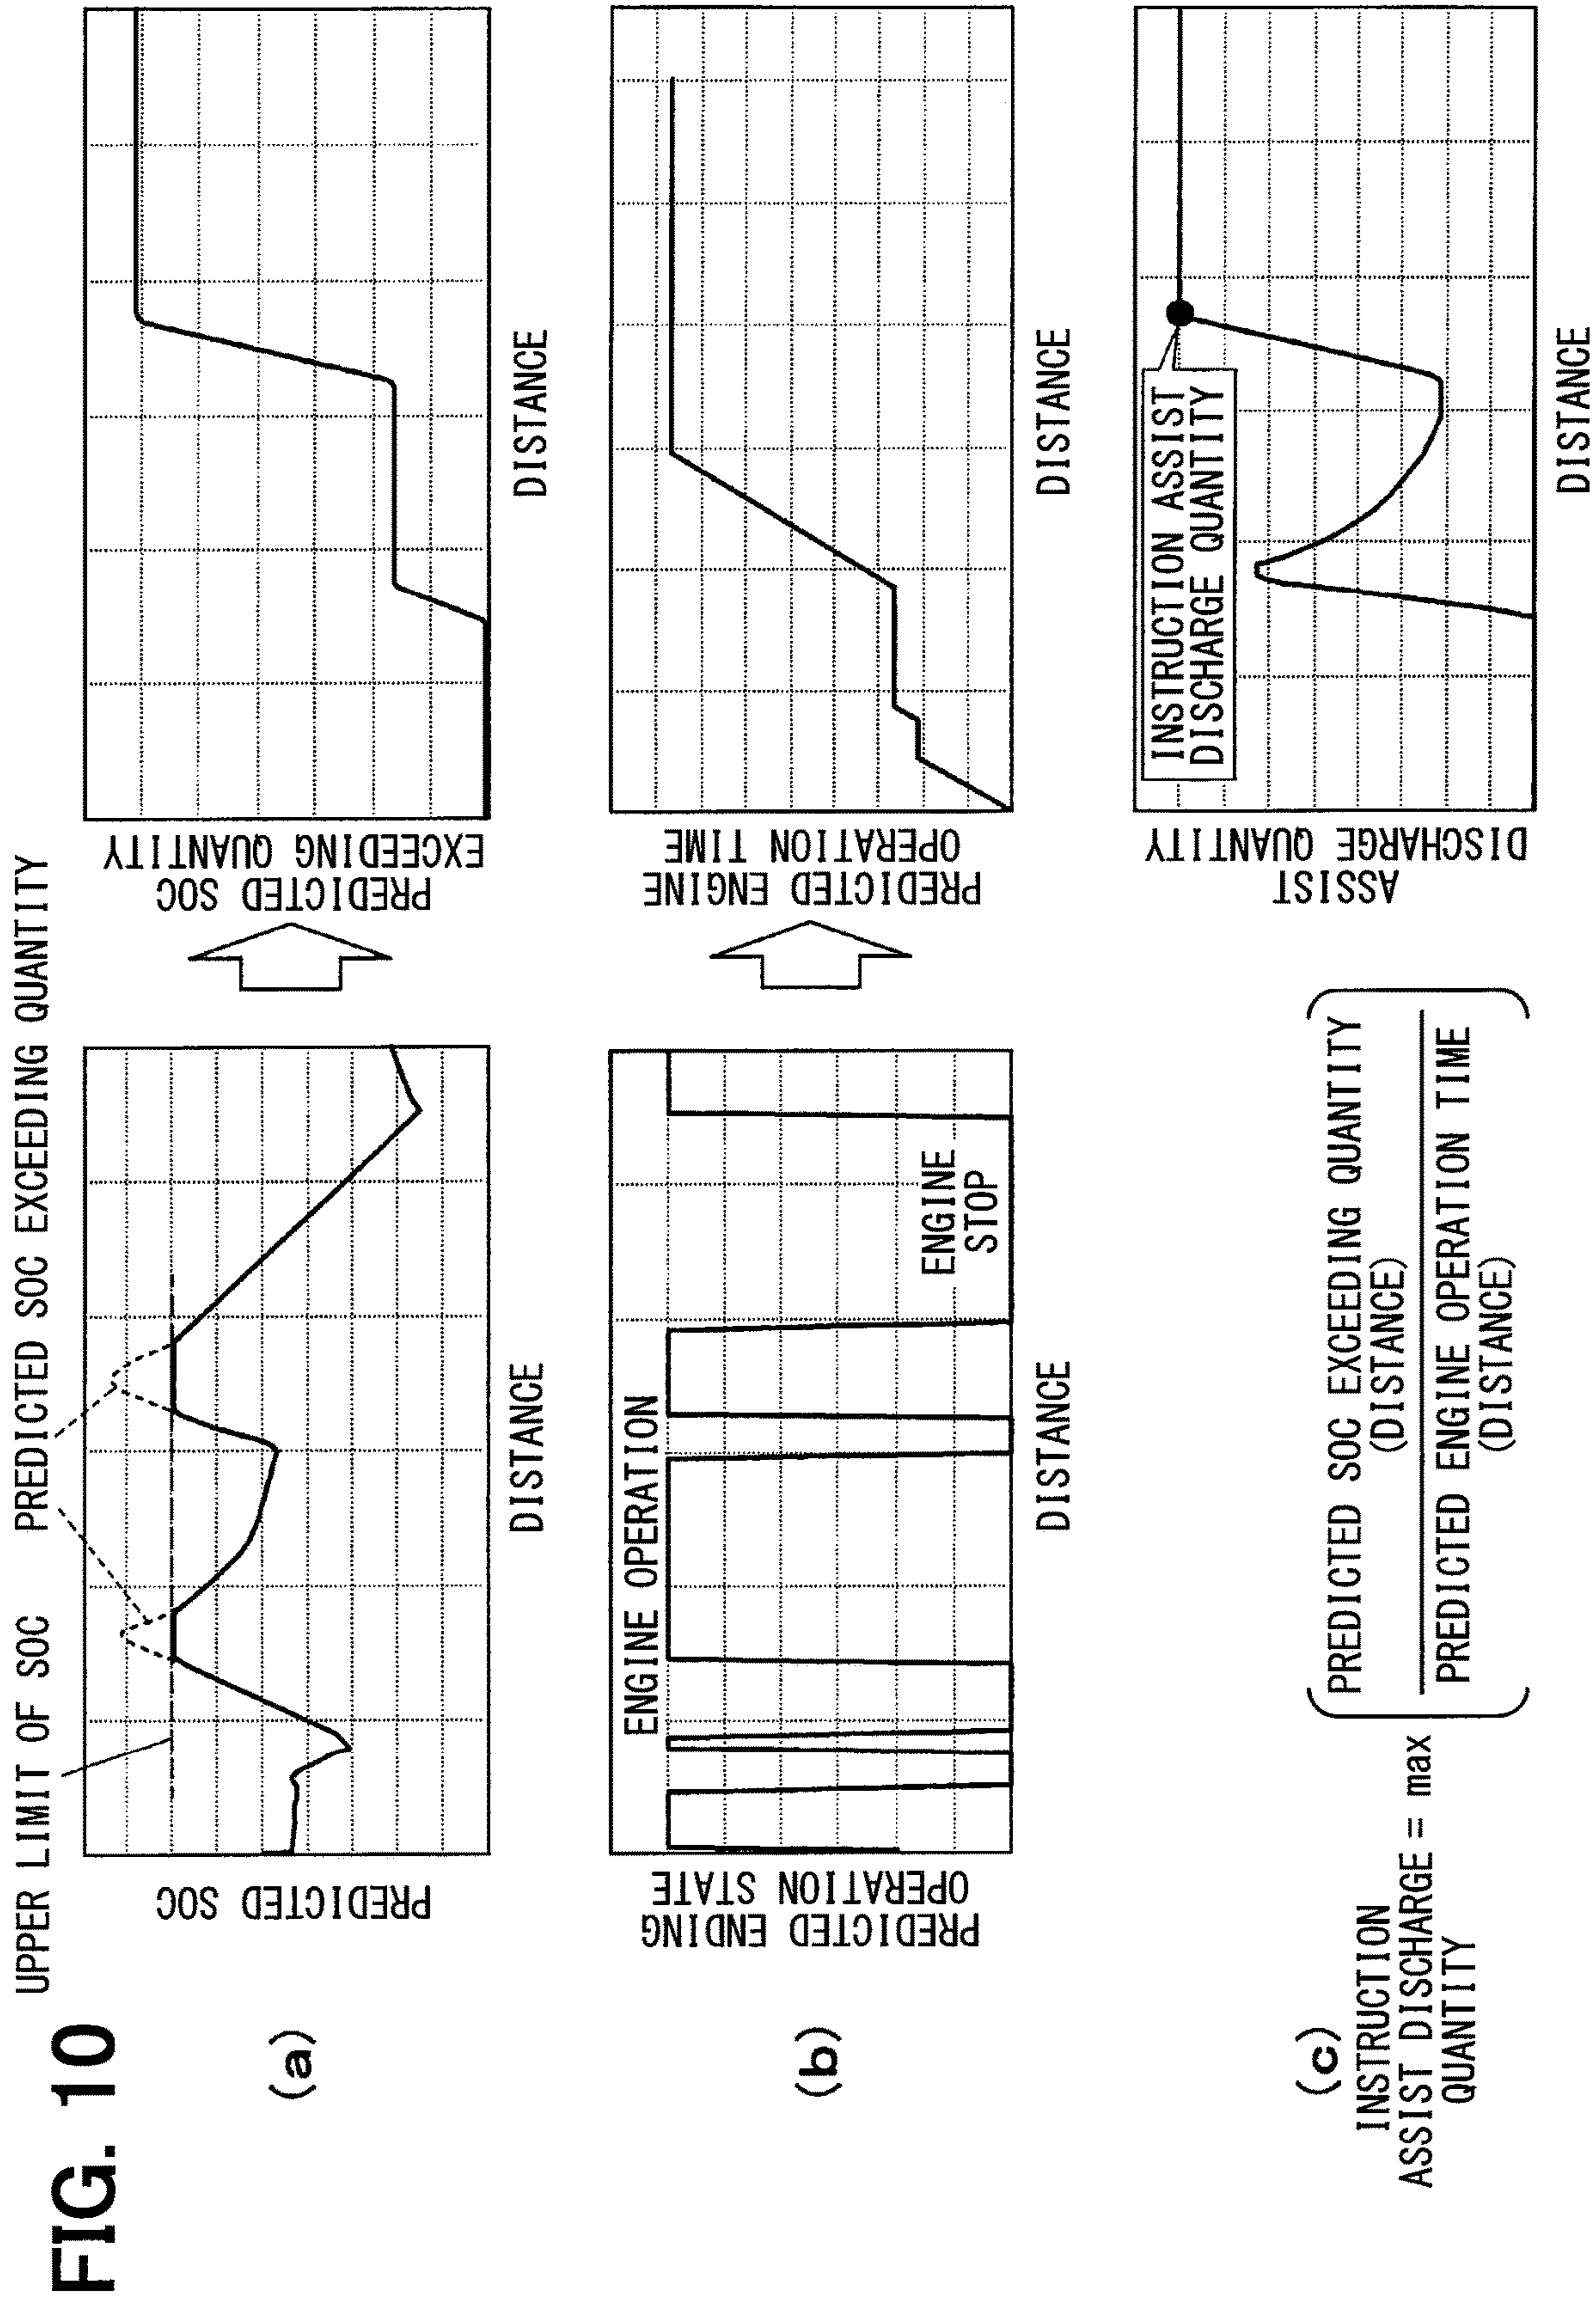 FIG. 10
UPPER LIMIT OF SOC
PREDICTED SOC EXCEEDING QUANTITY
(a)
PREDICTED SOC
DISTANCE
PREDICTED SOC
EXCEEDING QUANTITY
DISTANCE
(b)
PREDICTED ENDING
OPERATION STATE
ENGINE OPERATION
ENGINE
STOP
DISTANCE
PREDICTED ENGINE
OPERATION TIME
DISTANCE
(c)
INSTRUCTION
ASSIST DISCHARGE = max
QUANTITY
PREDICTED SOC EXCEEDING QUANTITY
(DISTANCE)
PREDICTED ENGINE OPERATION TIME
(DISTANCE)
ASSIST
DISCHARGE QUANTITY
INSTRUCTION ASSIST
DISCHARGE QUANTITY
DISTANCE